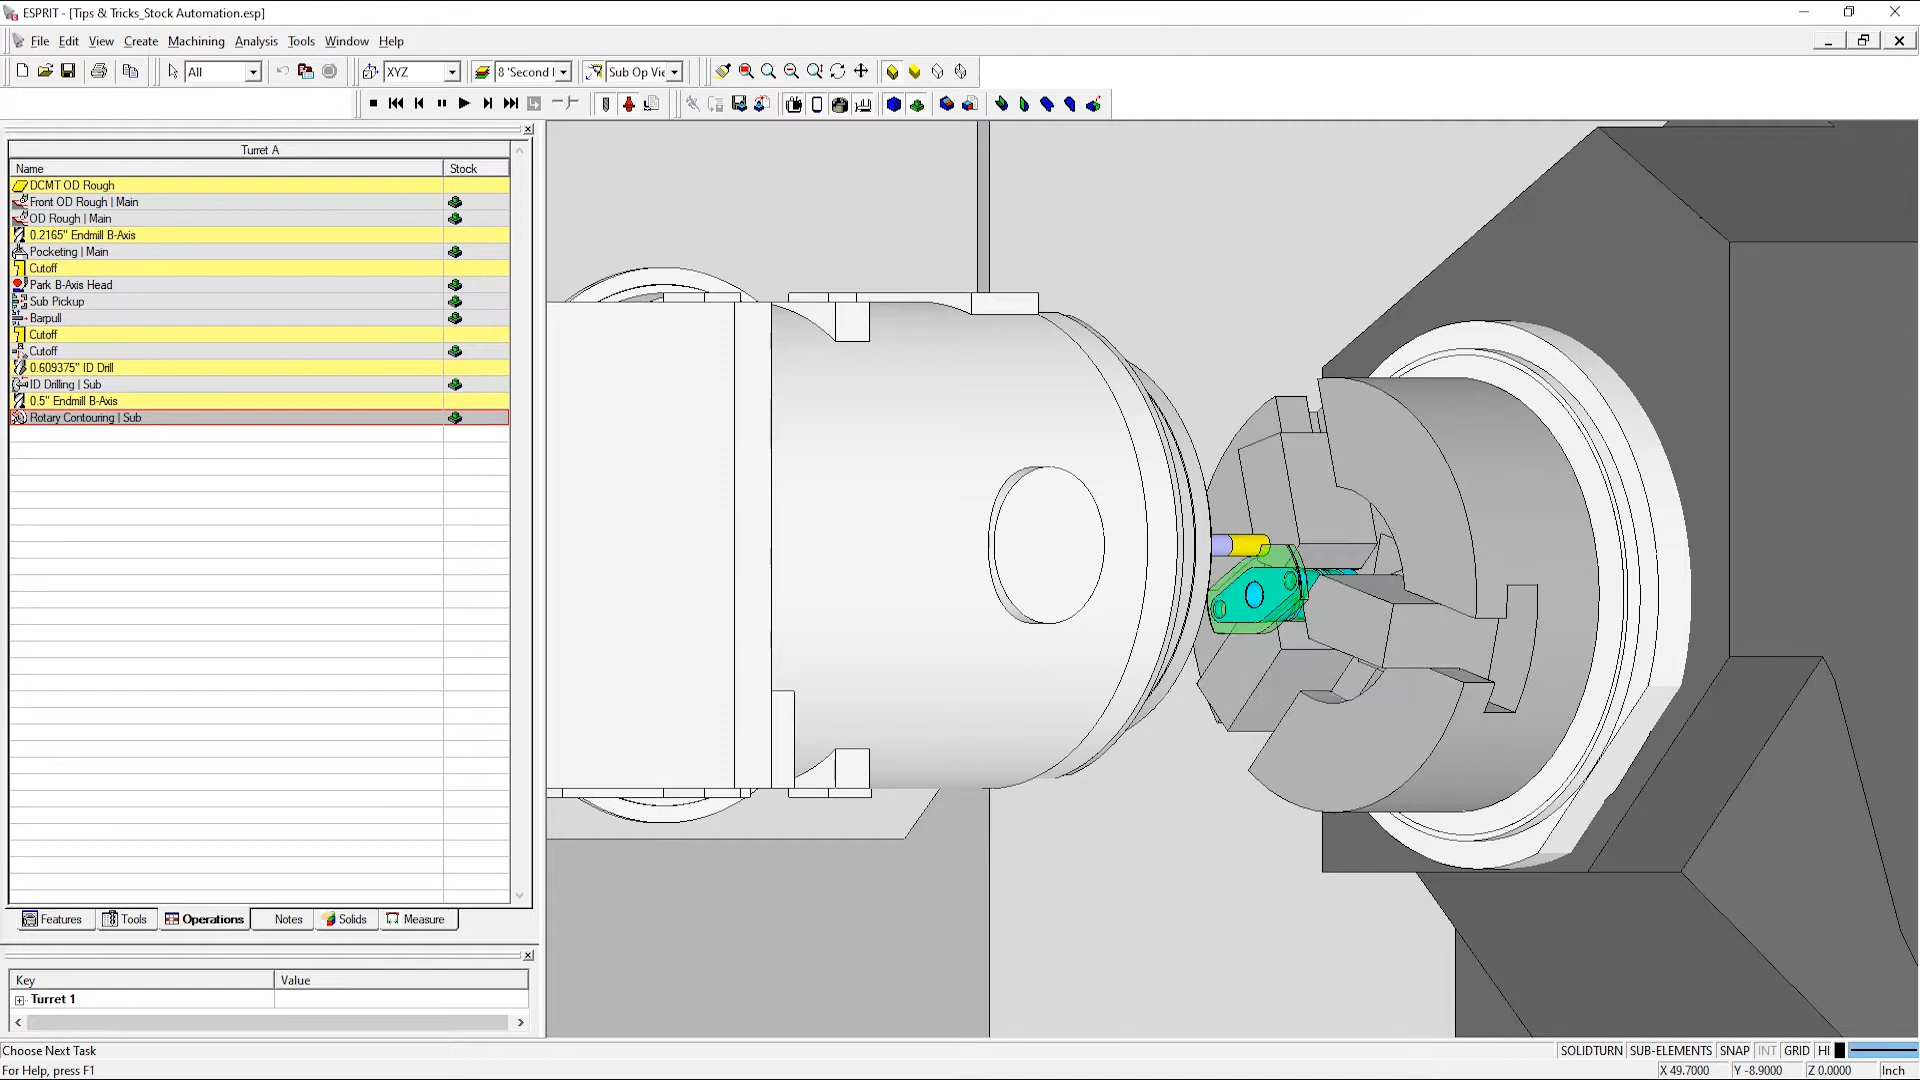 ESPRIT - [Tips & Tricks_Stock Automation.esp]
File Edit View Create Machining Analysis Tools Window Help
All XYZ 8 'Second Sub Op Vie
Turret A
Name Stock
DCMT OD Rough
Front OD Rough | Main
OD Rough | Main
0.2165" Endmill B-Axis
Pocketing | Main
Cutoff
Park B-Axis Head
Sub Pickup
Barpull
Cutoff
Cutoff
0.609375" ID Drill
ID Drilling | Sub
0.5" Endmill B-Axis
Rotary Contouring | Sub
Features Tools Operations Notes Solids Measure
Key Value
Turret 1
Choose Next Task SOLIDTURN SUB-ELEMENTS SNAP INT GRID HI
For Help, press F1 X 49.7000 Y -8.9000 Z 0.0000 Inch